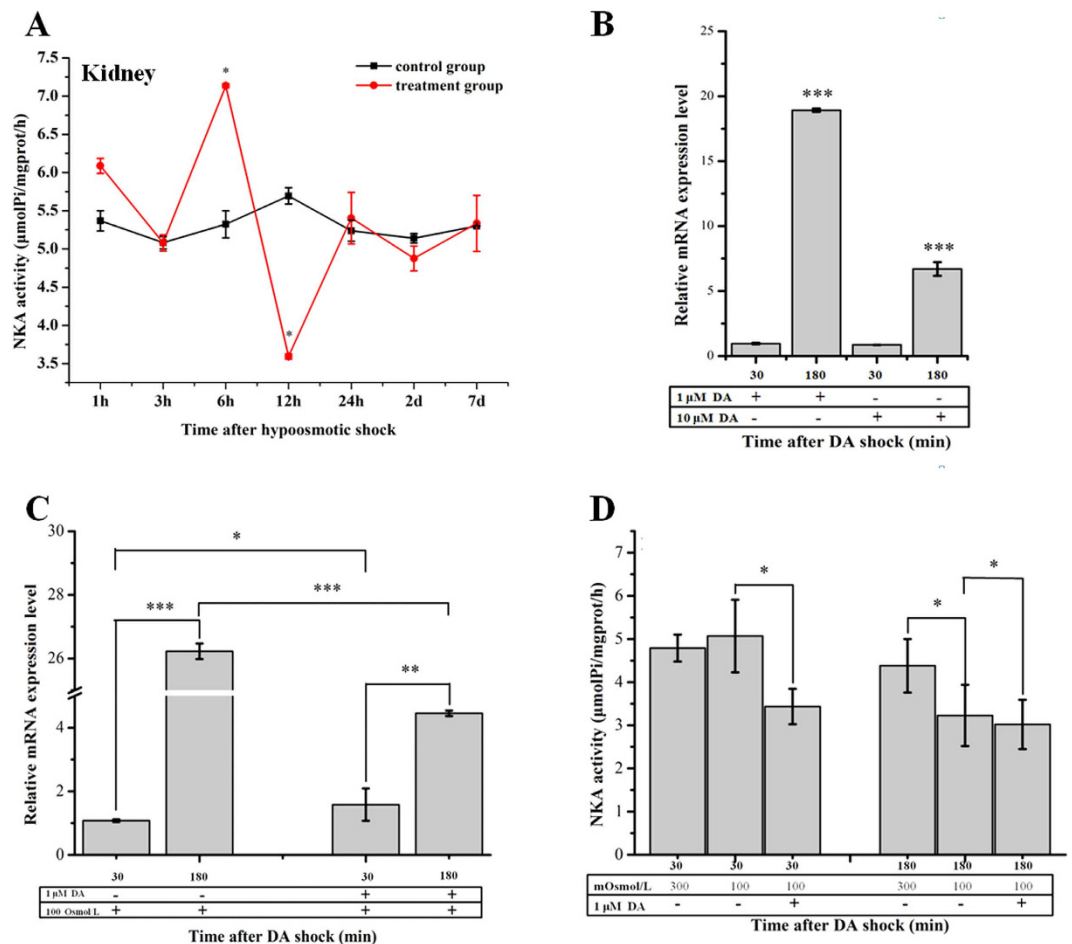 A
Kidney
control group
treatment group
NKA activity (μmolPi/mgprot/h)
7.5
7.0
6.5
6.0
5.5
5.0
4.5
4.0
3.5
*
*
1h 3h 6h 12h 24h 2d 7d
Time after hypoosmotic shock
B
Relative mRNA expression level
25
20
15
10
5
0
***
***
30 180 30 180
1 μM DA + + - -
10 μM DA - - + +
Time after DA shock (min)
C
Relative mRNA expression level
30
28
26
4
2
0
*
***
***
**
30 180 30 180
1 μM DA - - + +
100 Osmol L + + + +
Time after DA shock (min)
D
NKA activity (μmolPi/mgprot/h)
7
6
5
4
3
2
1
0
*
*
*
30 30 30 180 180 180
mOsmol/L 300 100 100 300 100 100
1 μM DA - - + - - +
Time after DA shock (min)